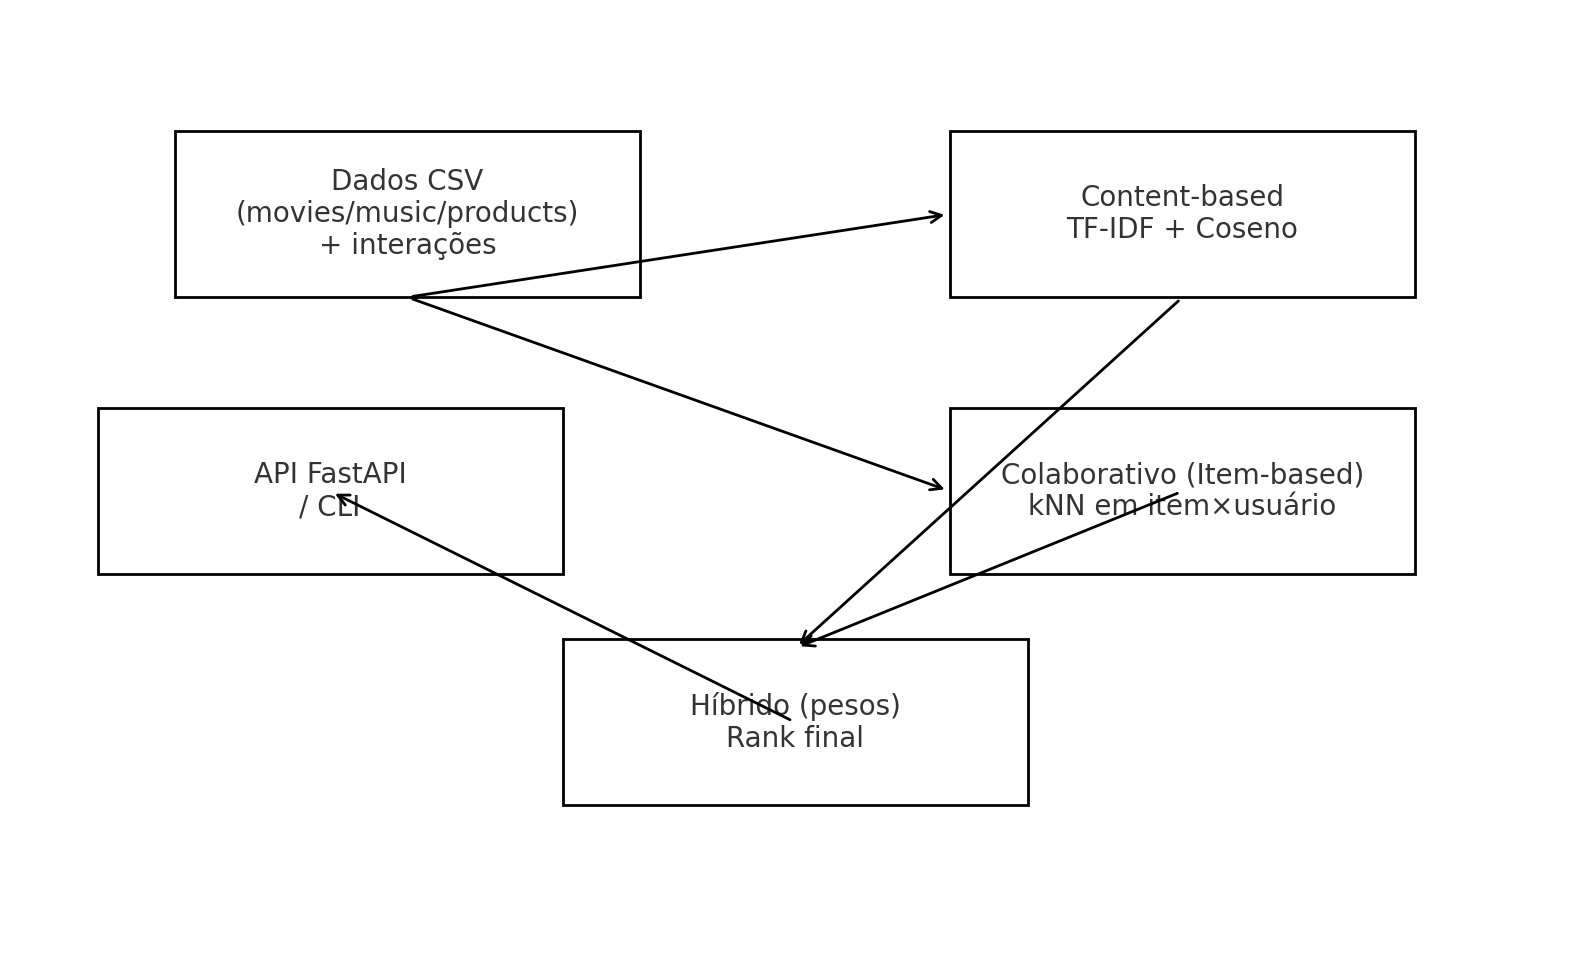 Dados CSV
(movies/music/products)
+ interações
Content-based
TF-IDF + Coseno
API FastAPI
/ CLI
Colaborativo (Item-based)
kNN em item×usuário
Híbrido (pesos)
Rank final